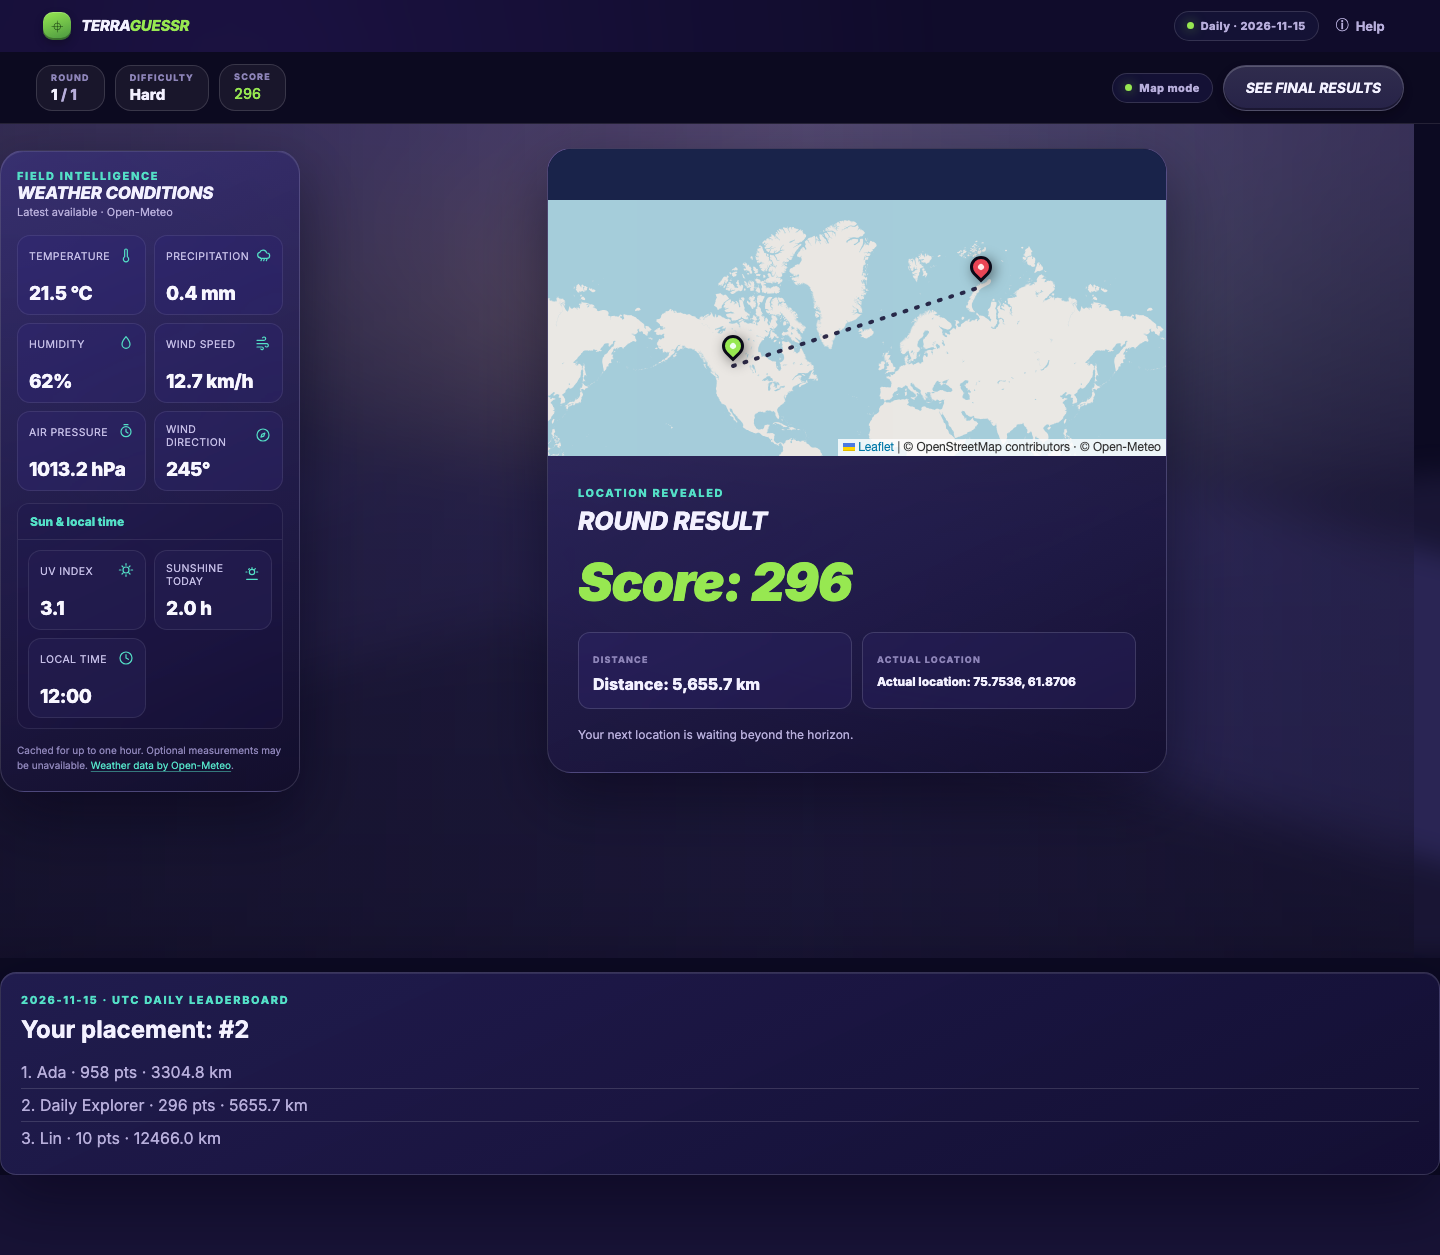 TERRAGUESSR
Daily · 2026-11-15
Help
ROUND
1 / 1
DIFFICULTY
Hard
SCORE
296
Map mode
SEE FINAL RESULTS
FIELD INTELLIGENCE
WEATHER CONDITIONS
Latest available · Open-Meteo
TEMPERATURE
21.5 °C
PRECIPITATION
0.4 mm
HUMIDITY
62%
WIND SPEED
12.7 km/h
AIR PRESSURE
1013.2 hPa
WIND
DIRECTION
245°
Sun & local time
UV INDEX
3.1
SUNSHINE
TODAY
2.0 h
LOCAL TIME
12:00
Cached for up to one hour. Optional measurements may
be unavailable. Weather data by Open-Meteo.
Leaflet | © OpenStreetMap contributors · © Open-Meteo
LOCATION REVEALED
ROUND RESULT
Score: 296
DISTANCE
Distance: 5,655.7 km
ACTUAL LOCATION
Actual location: 75.7536, 61.8706
Your next location is waiting beyond the horizon.
2026-11-15 · UTC DAILY LEADERBOARD
Your placement: #2
1. Ada · 958 pts · 3304.8 km
2. Daily Explorer · 296 pts · 5655.7 km
3. Lin · 10 pts · 12466.0 km